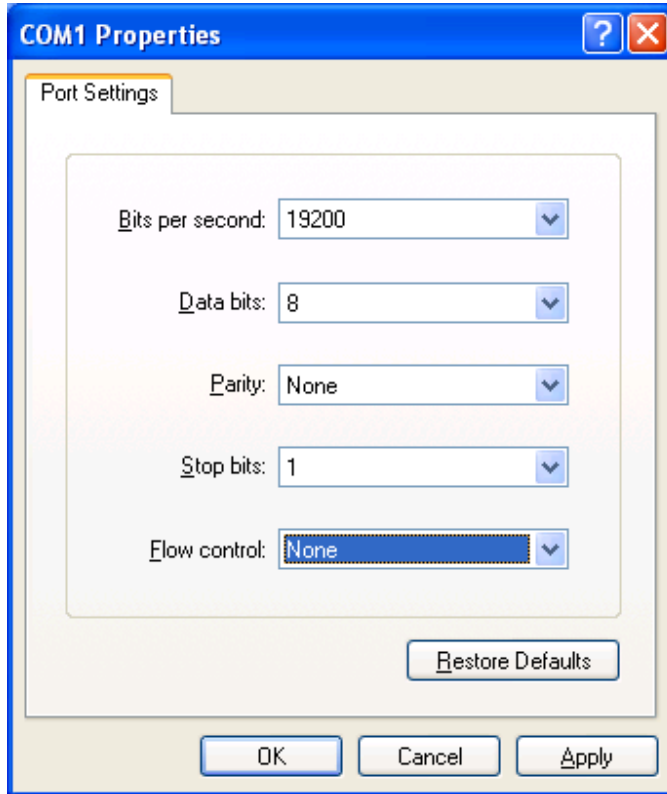 COM1 Properties
Port Settings
Bits per second: 19200
Data bits: 8
Parity: None
Stop bits: 1
Flow control: None
Restore Defaults
OK Cancel Apply